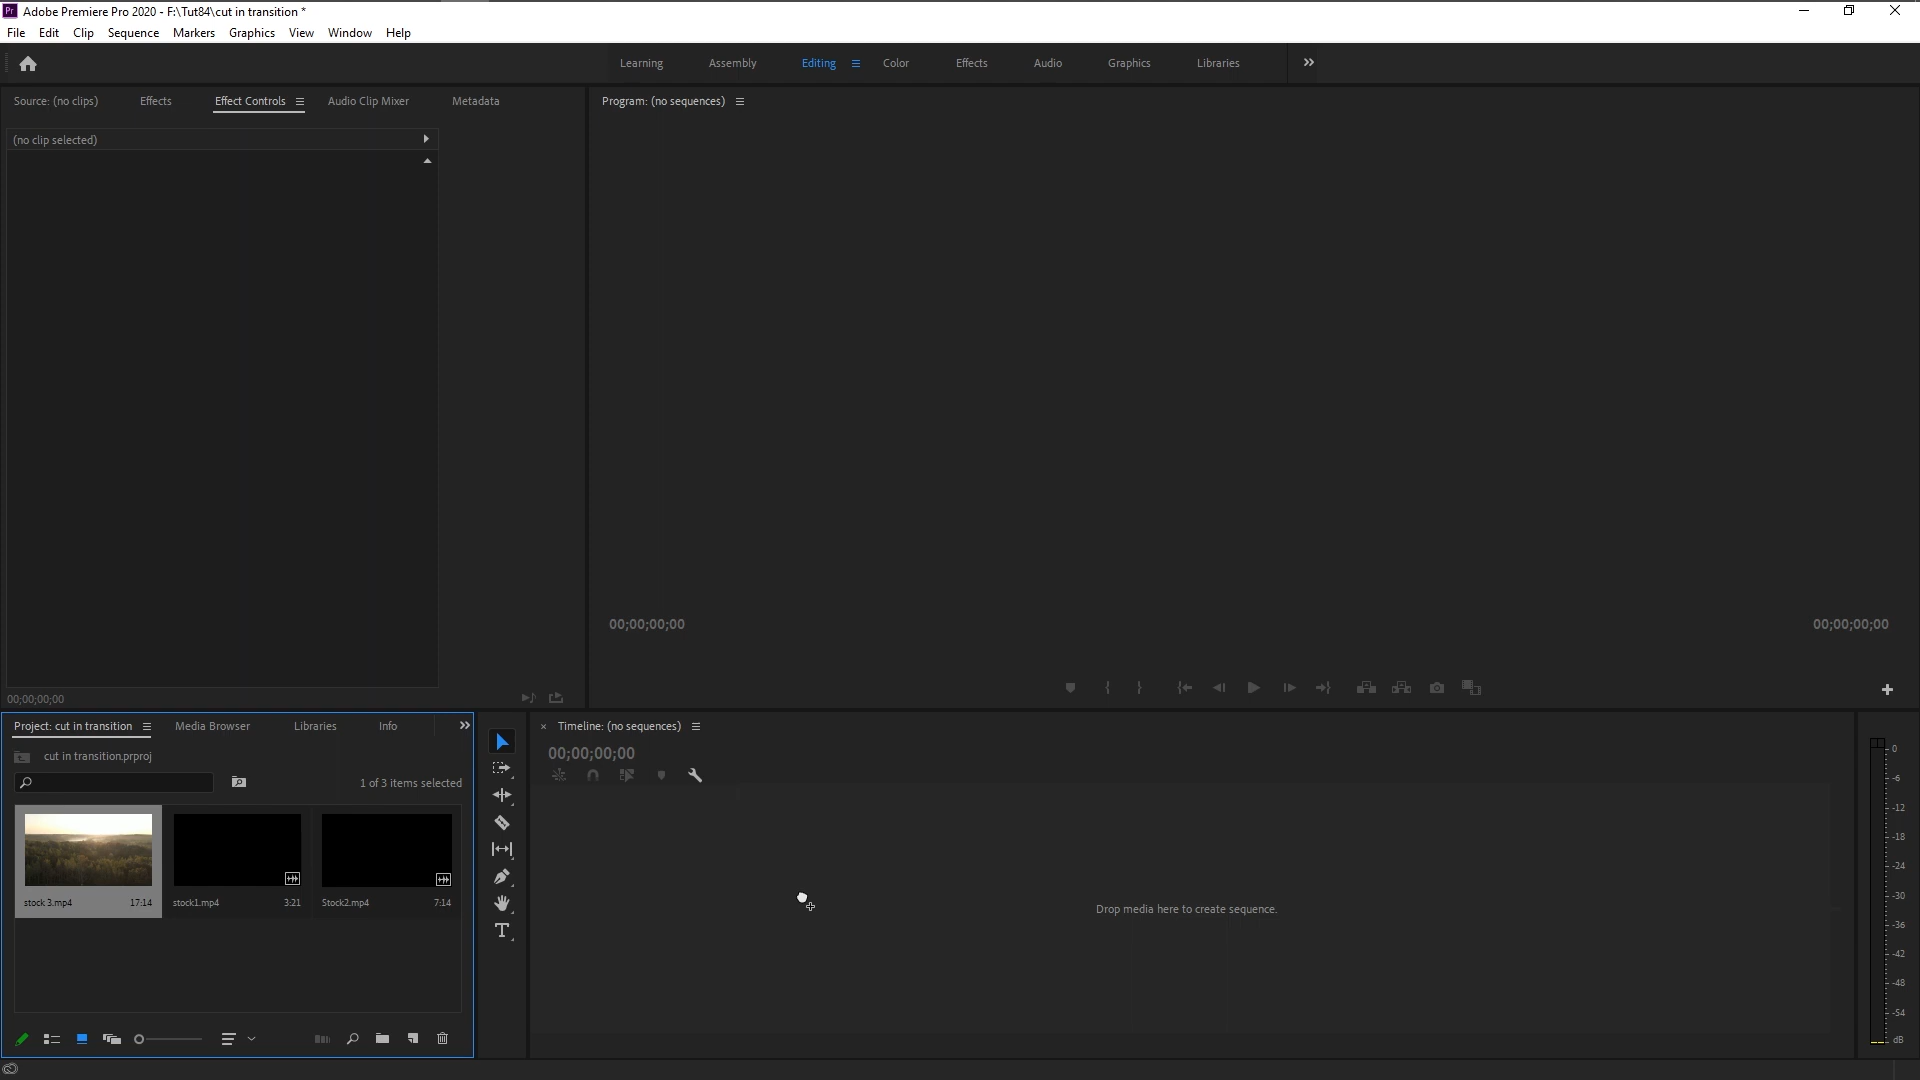 Adobe Premiere Pro 2020 - F:\Tut84\cut in transition *
File Edit Clip Sequence Markers Graphics View Window Help
Learning Assembly Editing Color Effects Audio Graphics Libraries
Source: (no clips) Effects Effect Controls Audio Clip Mixer Metadata
Program: (no sequences)
(no clip selected)
00;00;00;00
00;00;00;00
00;00;00;00
Project: cut in transition Media Browser Libraries Info
cut in transition.prproj
1 of 3 items selected
stock 3.mp4 17:14
stock1.mp4 3:21
Stock2.mp4 7:14
Timeline: (no sequences)
00;00;00;00
Drop media here to create sequence.
0
-6
-12
-18
-24
-30
-36
-42
-48
-54
dB